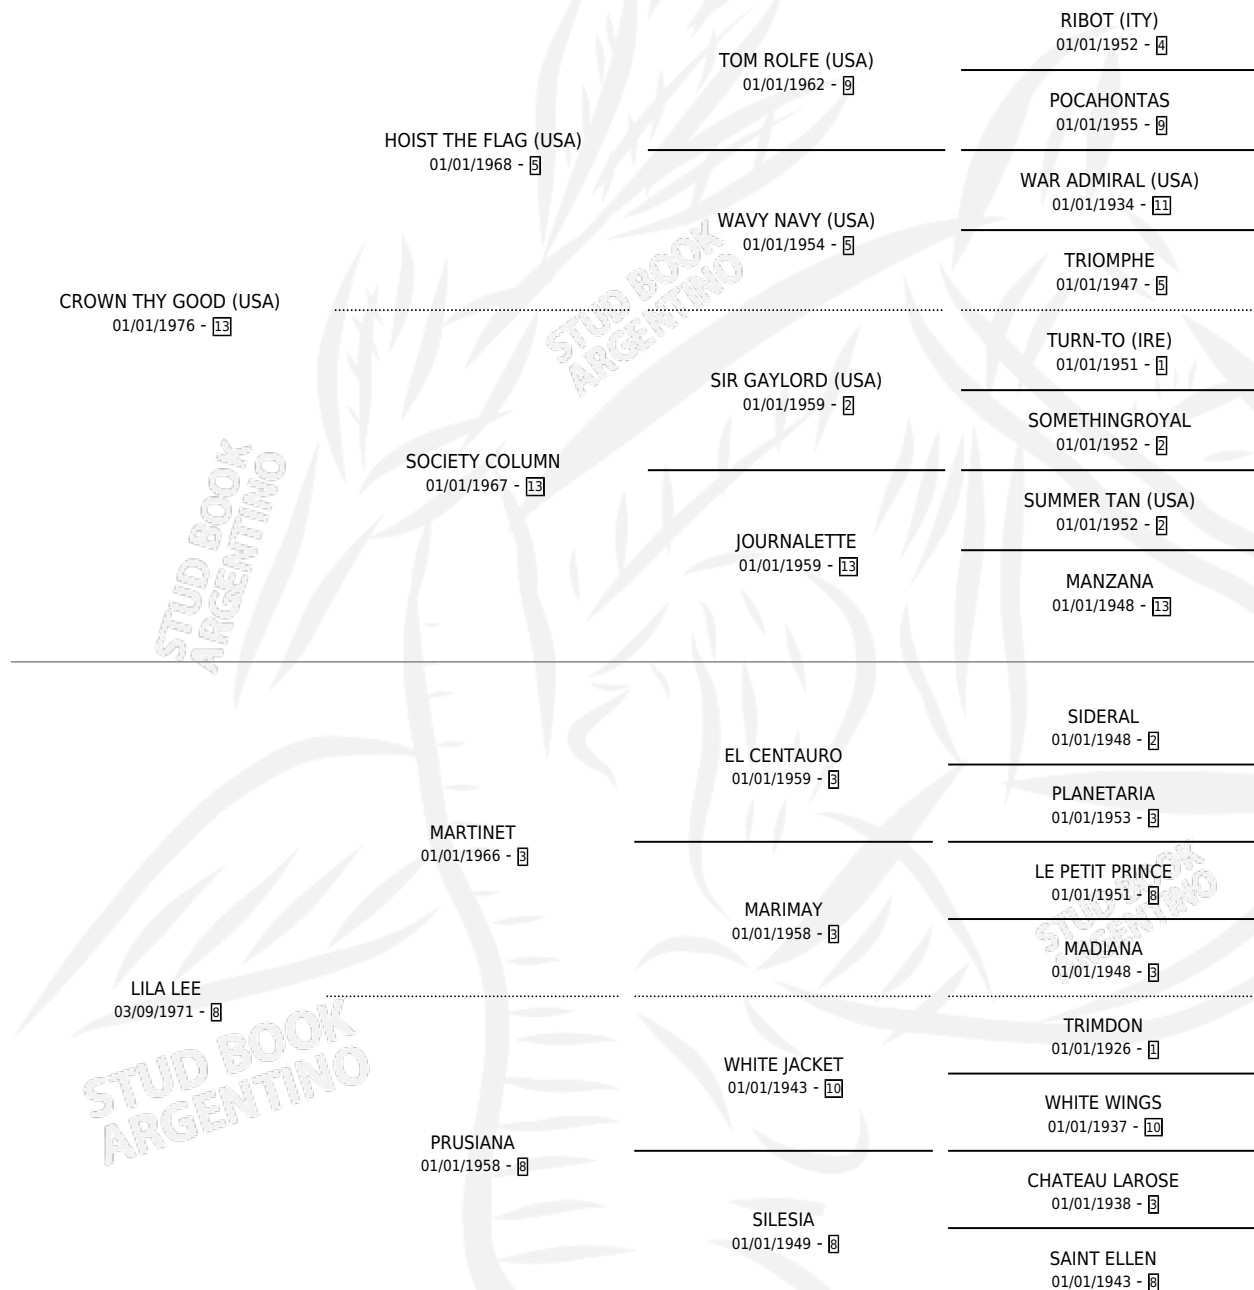 RIBOT (ITY)
01/01/1952 - 4
TOM ROLFE (USA)
01/01/1962 - 9
POCAHONTAS
01/01/1955 - 9
HOIST THE FLAG (USA)
01/01/1968 - 5
WAR ADMIRAL (USA)
01/01/1934 - 11
WAVY NAVY (USA)
01/01/1954 - 5
TRIOMPHE
01/01/1947 - 5
CROWN THY GOOD (USA)
01/01/1976 - 13
STUD BOOK
ARGENTINO
TURN-TO (IRE)
01/01/1951 - 1
SIR GAYLORD (USA)
01/01/1959 - 2
SOMETHINGROYAL
01/01/1952 - 2
SOCIETY COLUMN
01/01/1967 - 13
SUMMER TAN (USA)
01/01/1952 - 2
JOURNALETTE
01/01/1959 - 13
MANZANA
01/01/1948 - 13
STUD BOOK
ARGENTINO
SIDERAL
01/01/1948 - 2
EL CENTAURO
01/01/1959 - 3
PLANETARIA
01/01/1953 - 3
MARTINET
01/01/1966 - 3
LE PETIT PRINCE
01/01/1951 - 8
MARIMAY
01/01/1958 - 3
STUD BOOK
ARGENTINO
MADIANA
01/01/1948 - 3
LILA LEE
03/09/1971 - 8
TRIMDON
01/01/1926 - 1
STUD BOOK
ARGENTINO
WHITE JACKET
01/01/1943 - 10
WHITE WINGS
01/01/1937 - 10
PRUSIANA
01/01/1958 - 8
CHATEAU LAROSE
01/01/1938 - 3
SILESIA
01/01/1949 - 8
SAINT ELLEN
01/01/1943 - 8